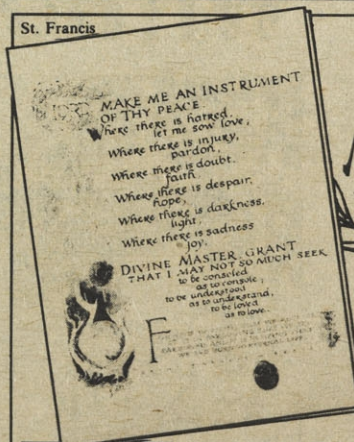 St. Francis
MAKE ME AN INSTRUMENT
OF THY PEACE
Where there is hatred,
let me sow love,
Where there is injury,
pardon,
Where there is doubt,
faith
Where there is despair,
hope,
Where there is darkness,
light,
Where there is sadness
joy.
DIVINE MASTER, GRANT
THAT I MAY NOT SO MUCH SEEK
to be consoled
as to console,
to be understood
as to understand,
to be loved
as to love.
F